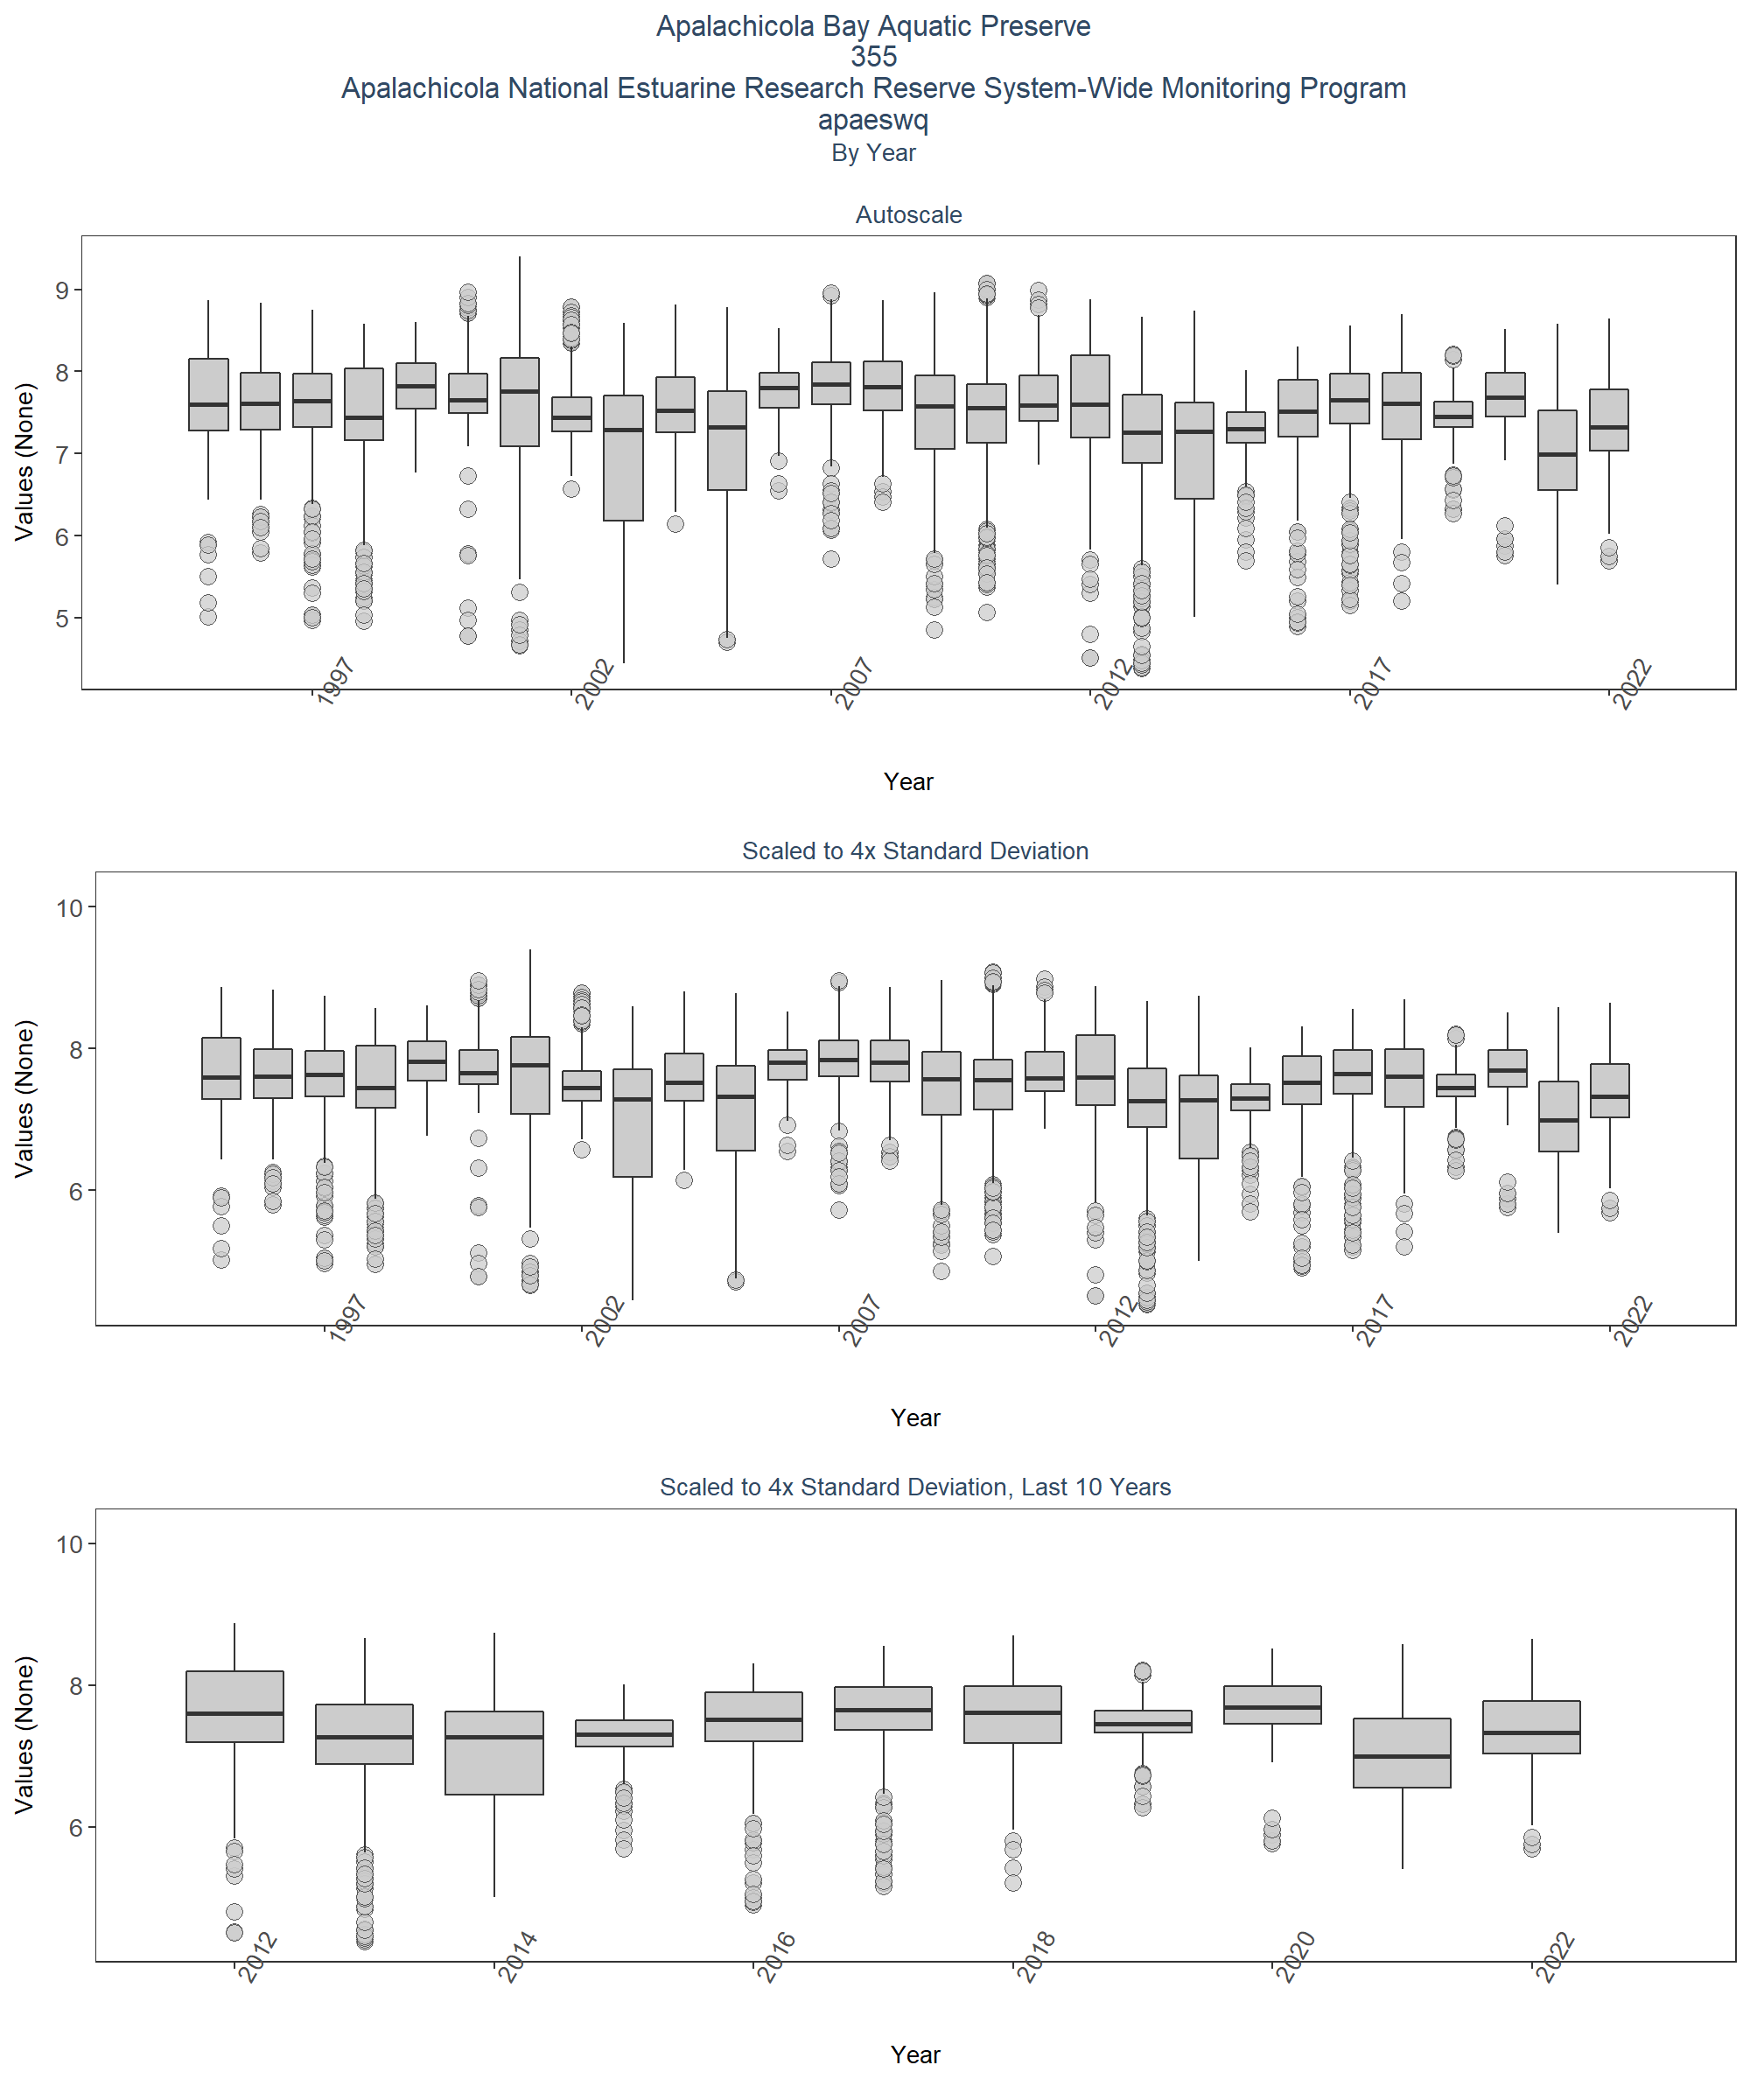 Apalachicola Bay Aquatic Preserve
355
Apalachicola National Estuarine Research Reserve System-Wide Monitoring Program
apaeswq
By Year
Autoscale
Values (None)
9
8
7
6
5
1997
2002
2007
2012
2017
2022
Year
Scaled to 4x Standard Deviation
Values (None)
10
8
6
1997
2002
2007
2012
2017
2022
Year
Scaled to 4x Standard Deviation, Last 10 Years
Values (None)
10
8
6
2012
2014
2016
2018
2020
2022
Year